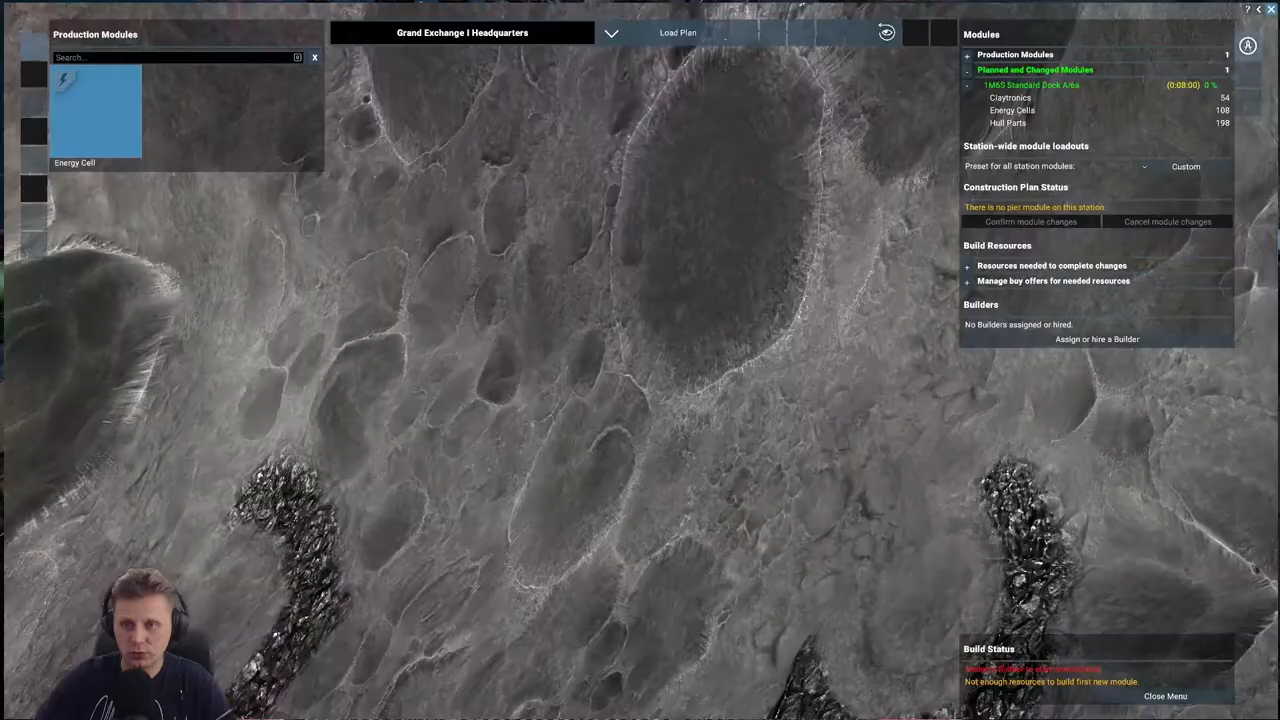 ? < X
Production Modules
Search...
X
Energy Cell
Grand Exchange I Headquarters
Load Plan
Modules
+ Production Modules 1
- Planned and Changed Modules 1
- 1M6S Standard Dock Area (0:08:00) 0 %
Claytronics 54
Energy Cells 108
Hull Parts 198
Station-wide module loadouts
Preset for all station modules: Custom
Construction Plan Status
There is no pier module on this station
Confirm module changes Cancel module changes
Build Resources
+ Resources needed to complete changes
+ Manage buy offers for needed resources
Builders
No Builders assigned or hired.
Assign or hire a Builder
Build Status
Not enough resources to build first new module.
Close Menu